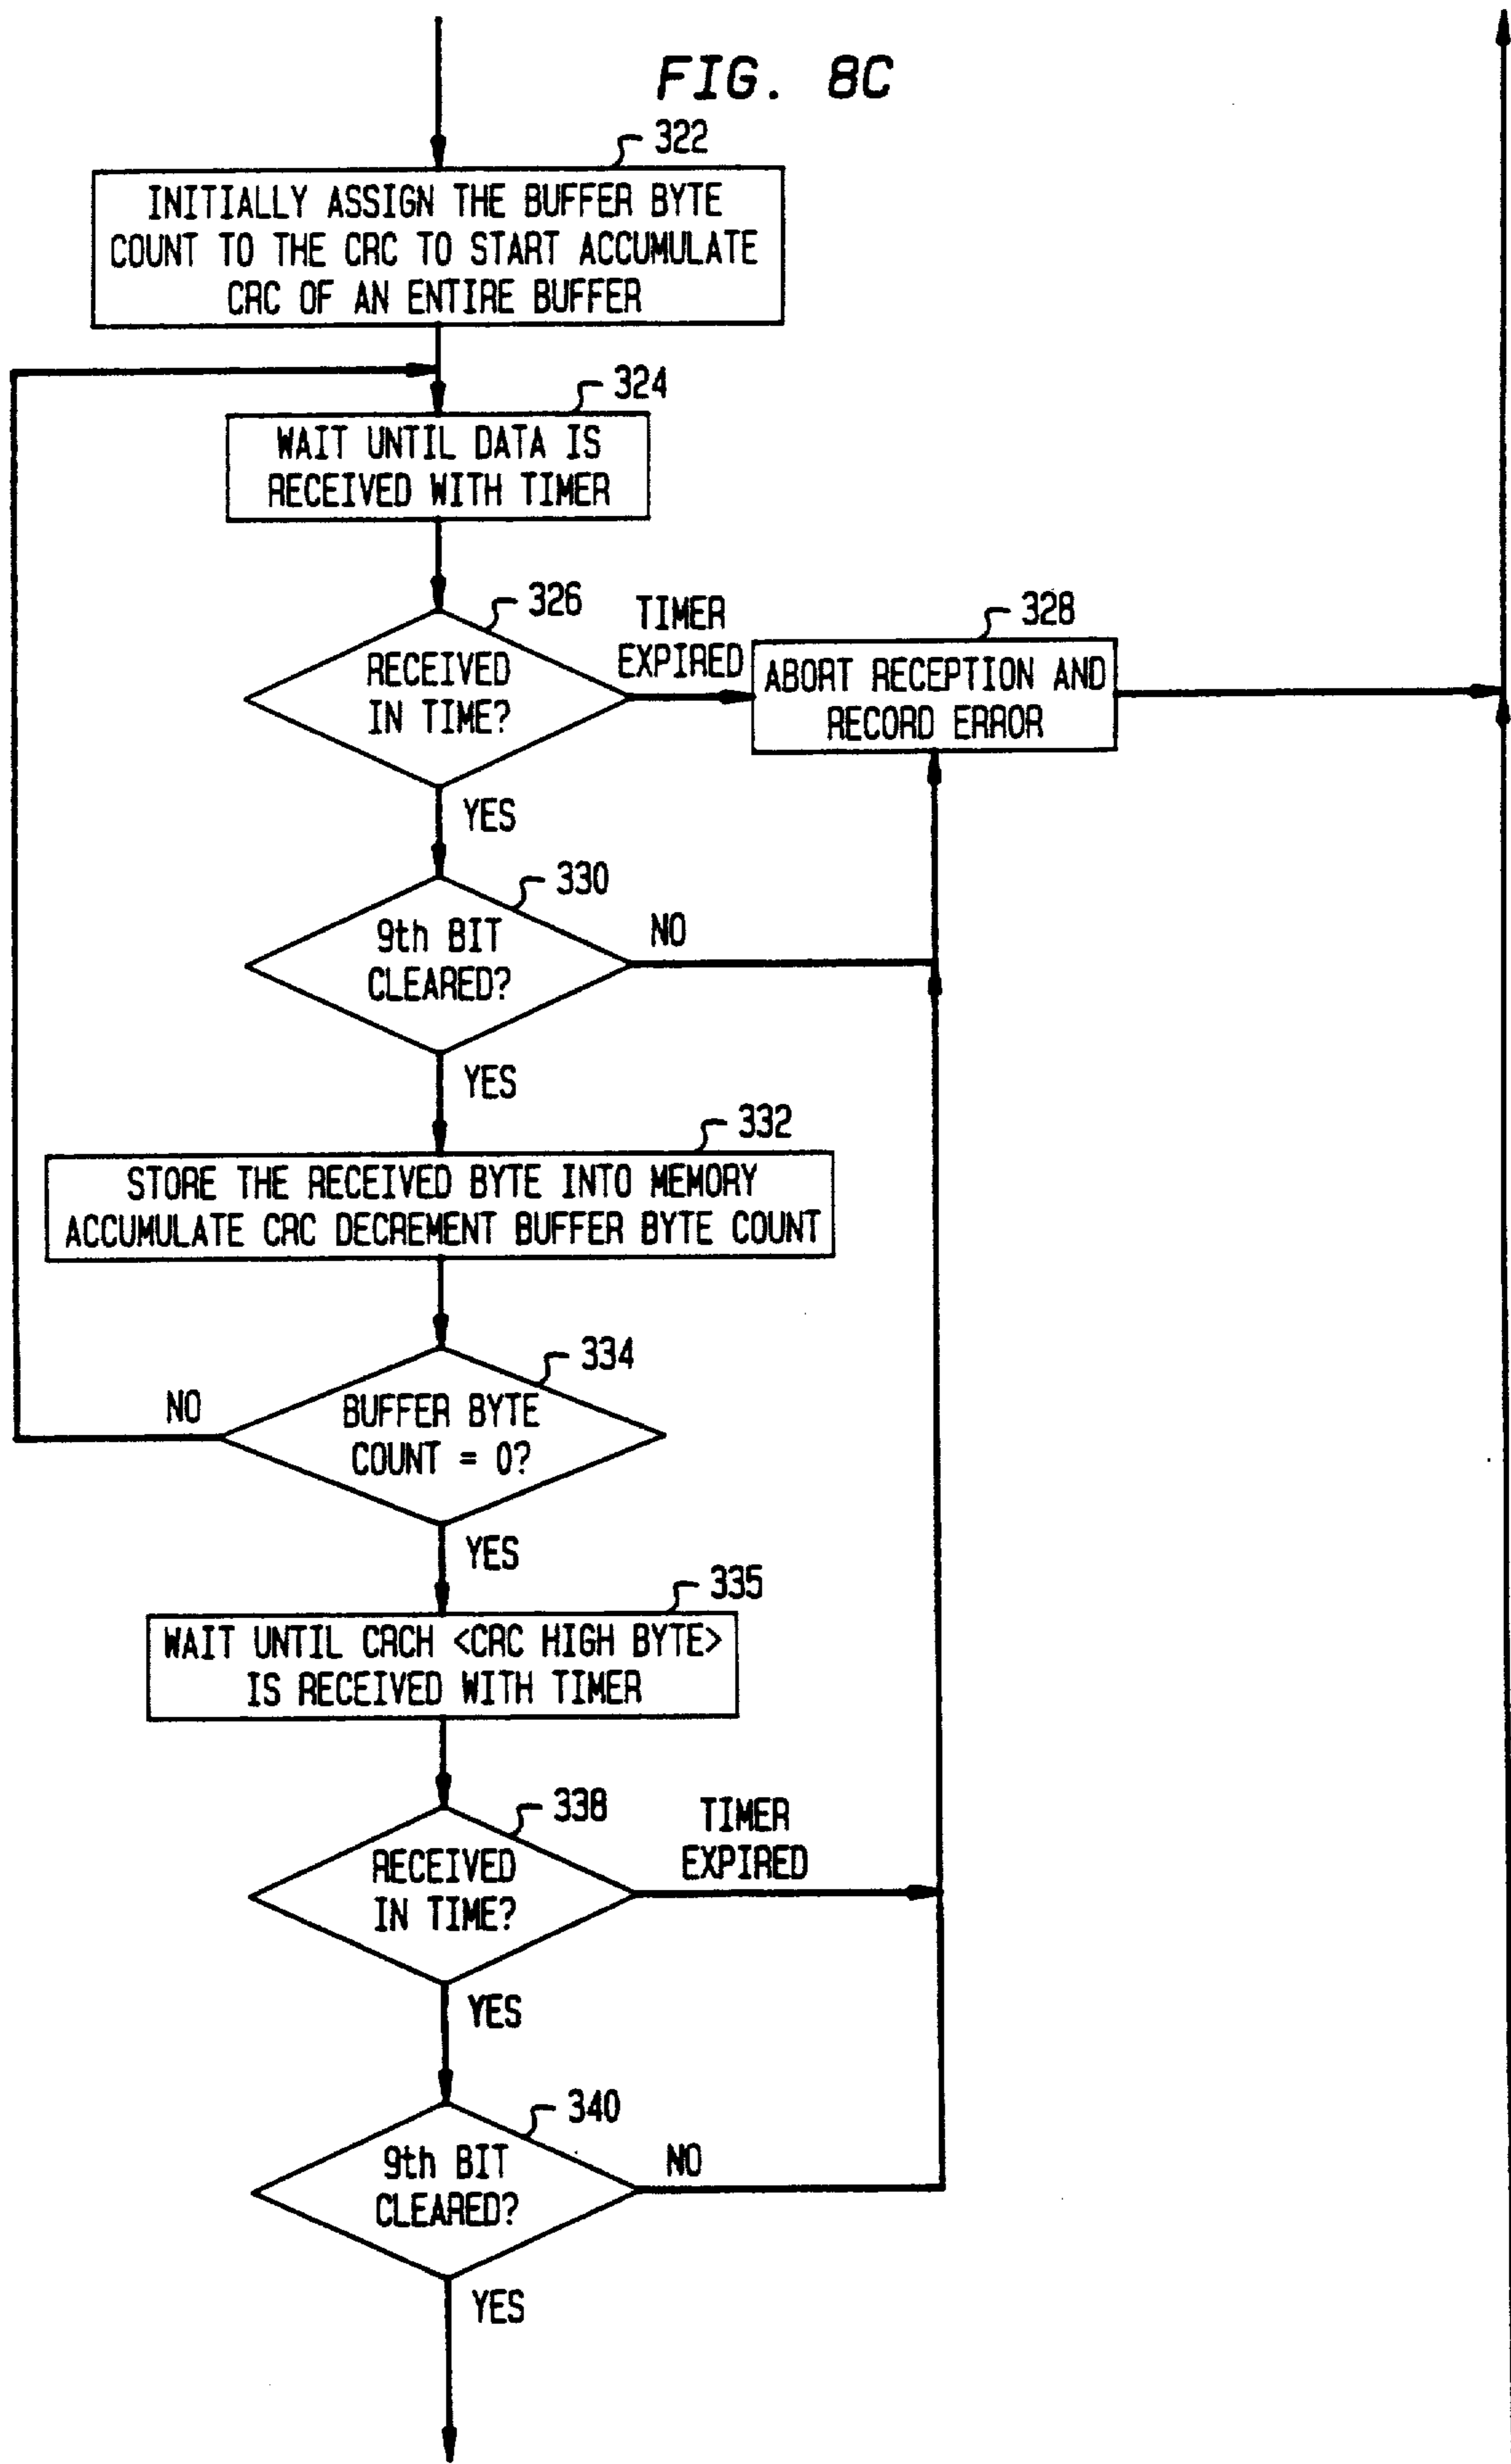 FIG. 8C
322
INITIALLY ASSIGN THE BUFFER BYTE
COUNT TO THE CRC TO START ACCUMULATE
CRC OF AN ENTIRE BUFFER
324
WAIT UNTIL DATA IS
RECEIVED WITH TIMER
326
RECEIVED
IN TIME?
TIMER
EXPIRED
328
ABORT RECEPTION AND
RECORD ERROR
YES
330
9th BIT
CLEARED?
NO
YES
332
STORE THE RECEIVED BYTE INTO MEMORY
ACCUMULATE CRC DECREMENT BUFFER BYTE COUNT
334
BUFFER BYTE
COUNT = 0?
NO
YES
335
WAIT UNTIL CRCH <CRC HIGH BYTE>
IS RECEIVED WITH TIMER
338
RECEIVED
IN TIME?
TIMER
EXPIRED
YES
340
9th BIT
CLEARED?
NO
YES